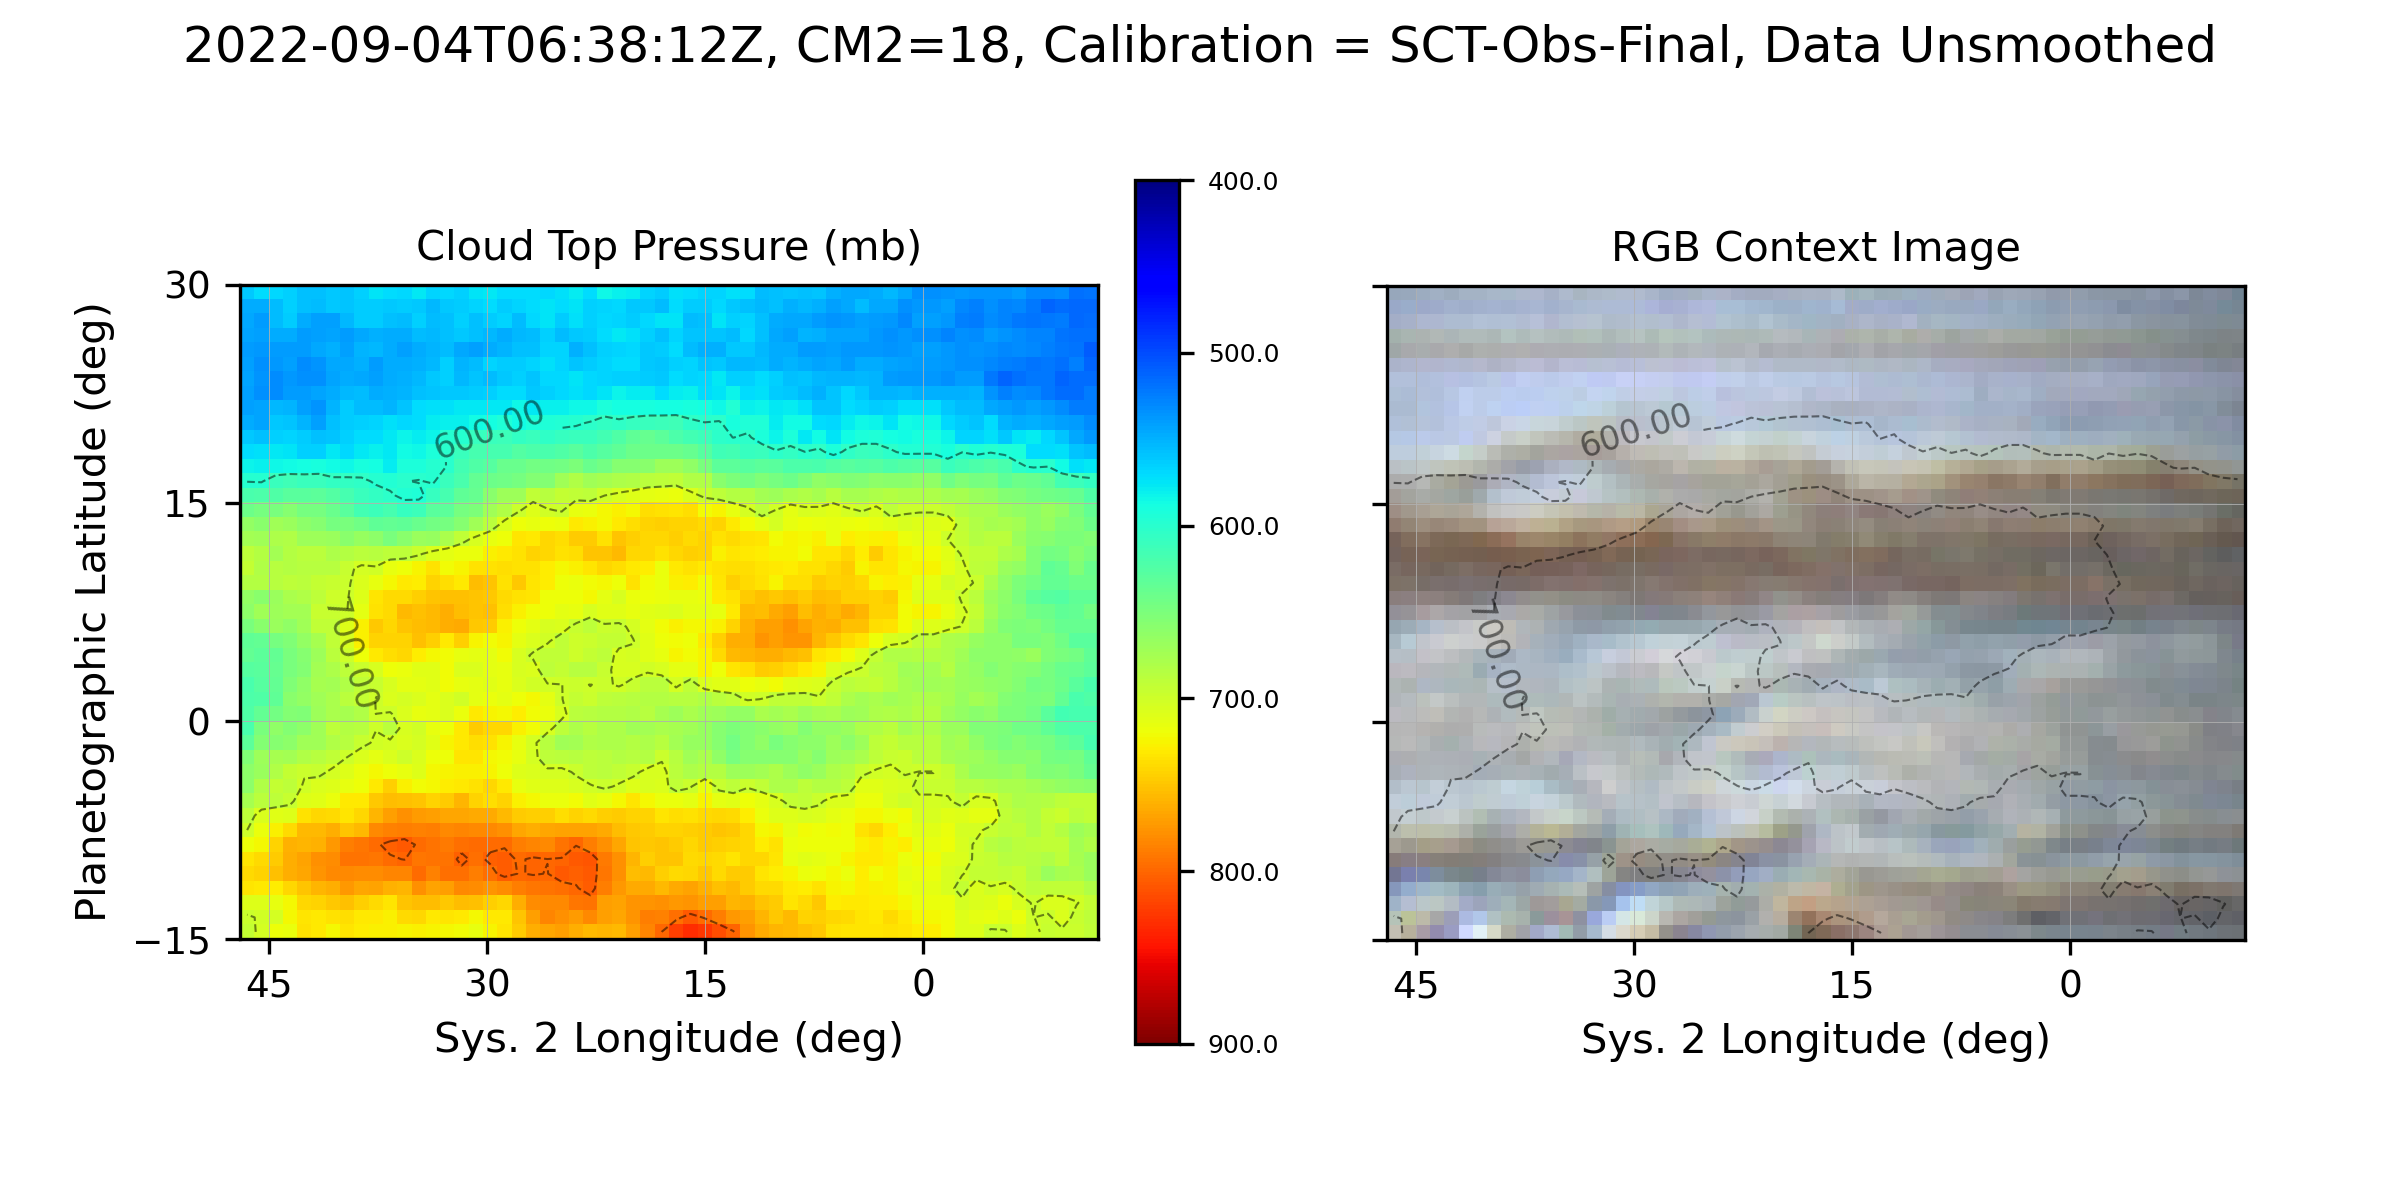 2022-09-04T06:38:12Z, CM2=18, Calibration = SCT-Obs-Final, Data Unsmoothed
Cloud Top Pressure (mb)
Planetographic Latitude (deg)
30
15
0
−15
600.00
700.00
45 30 15 0
Sys. 2 Longitude (deg)
400.0
500.0
600.0
700.0
800.0
900.0
RGB Context Image
600.00
700.00
45 30 15 0
Sys. 2 Longitude (deg)